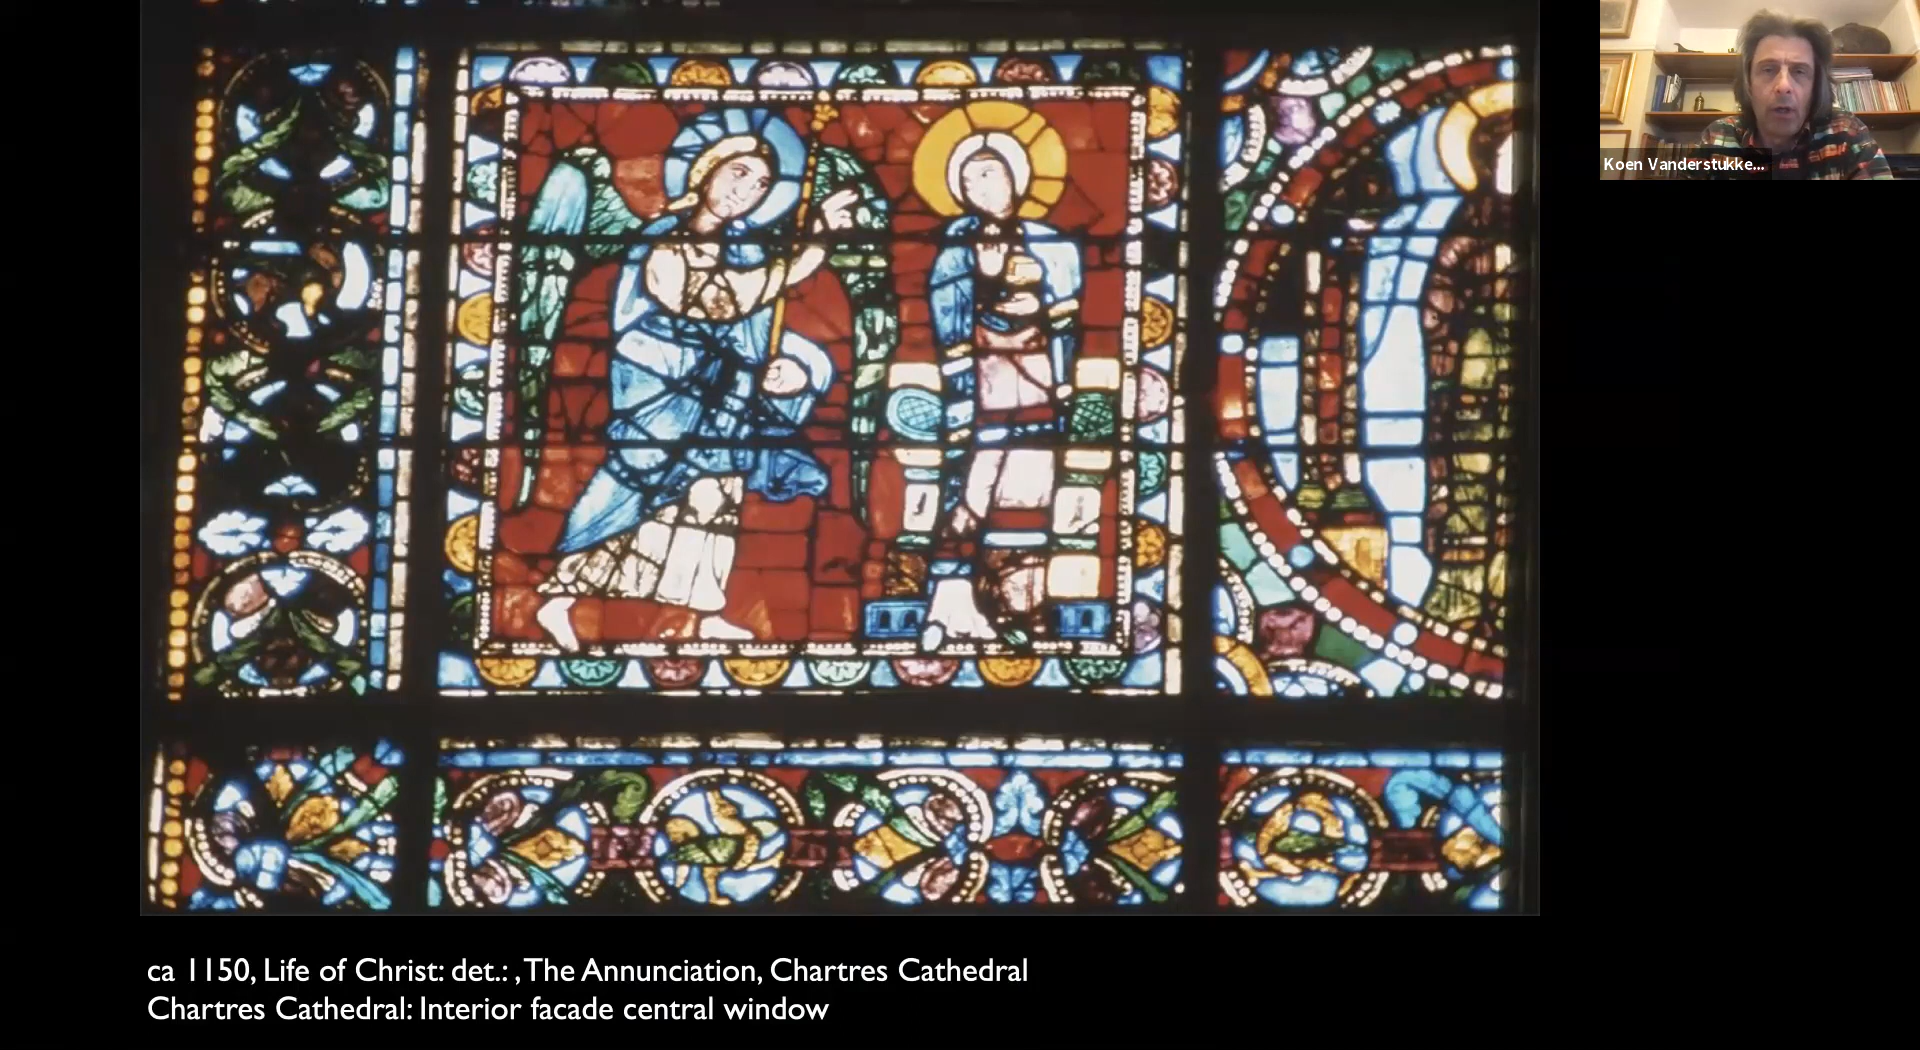 Koen Vanderstukke...
ca 1150, Life of Christ: det.: , The Annunciation, Chartres Cathedral
Chartres Cathedral: Interior facade central window